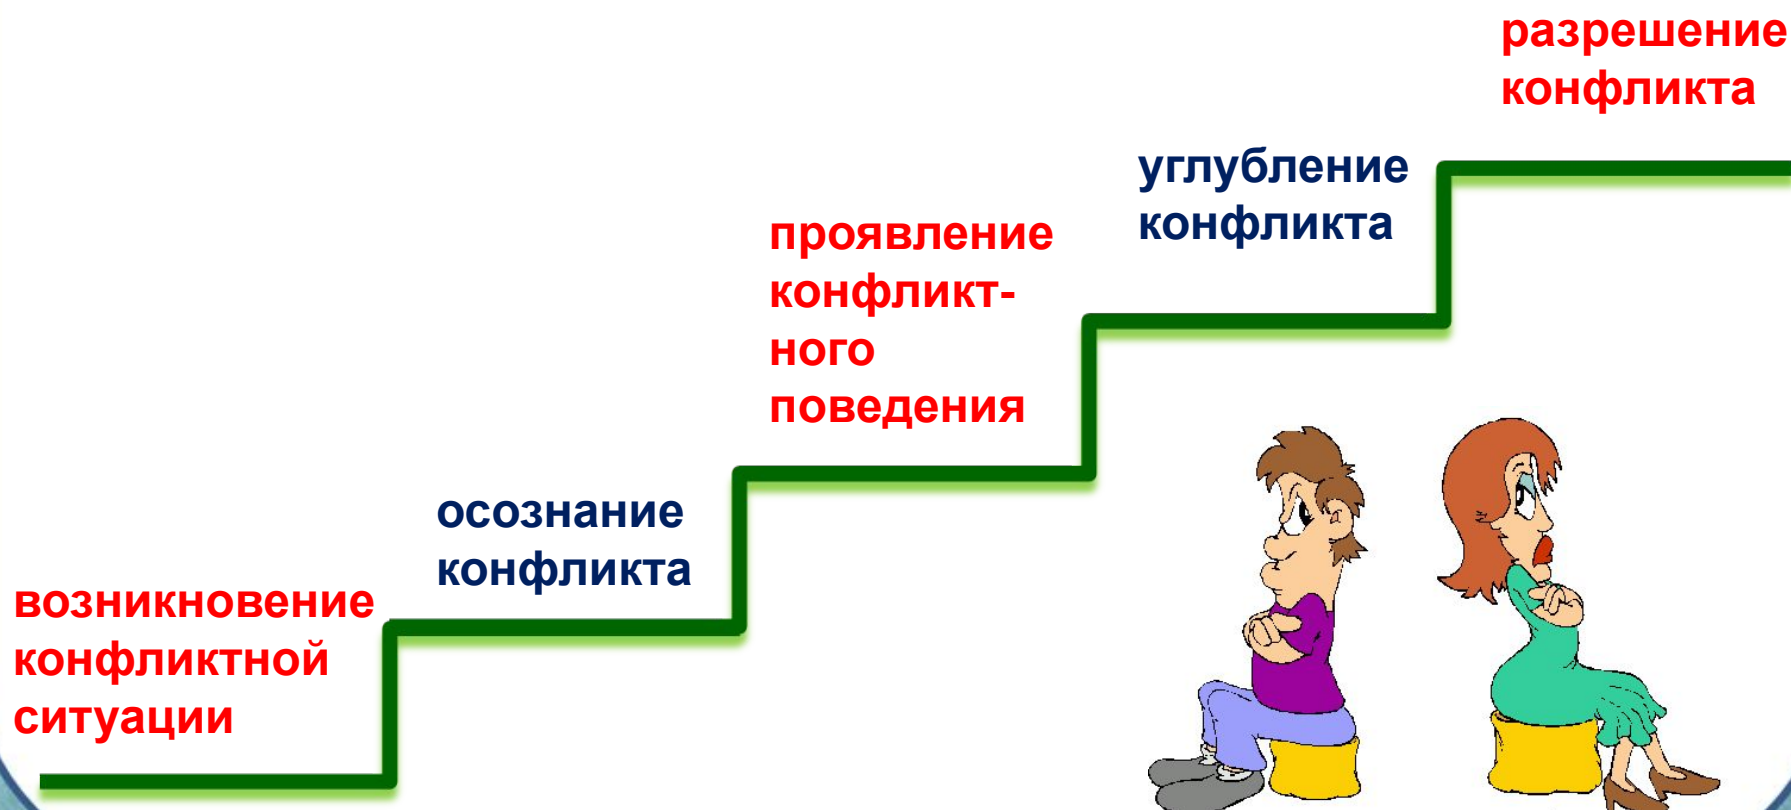 возникновение
конфликтной
ситуации
осознание
конфликта
проявление
конфликт-
ного
поведения
углубление
конфликта
разрешение
конфликта